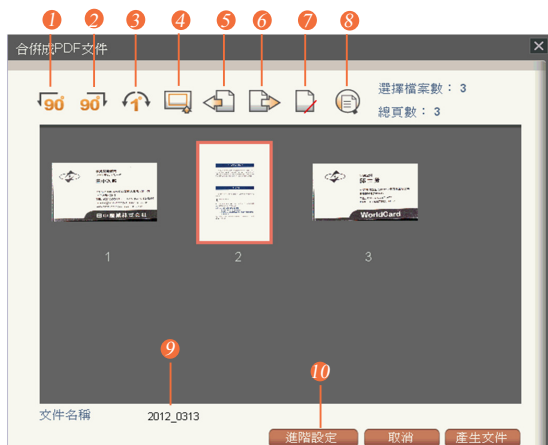 1 2 3 4 5 6 7 8
合併成PDF文件
90 90 1
選擇檔案數: 3
總頁數: 3
WorldCard
1 2 3
9 10
文件名稱 2012_0313
進階設定 取消 產生文件